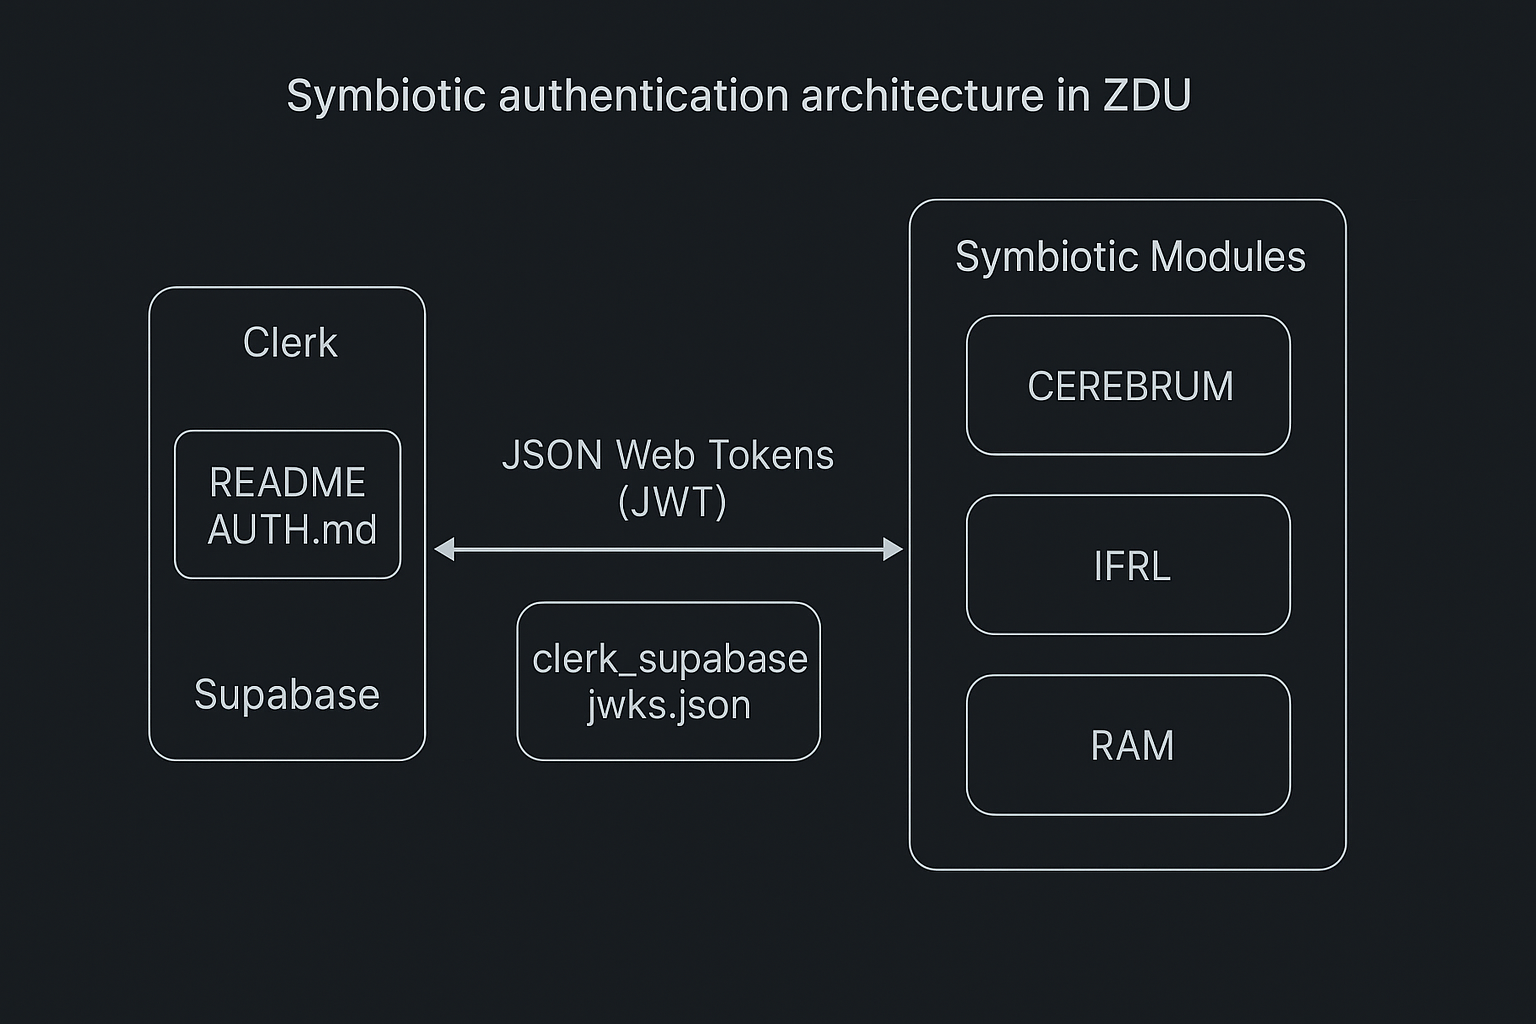 Symbiotic authentication architecture in ZDU
Clerk
README
AUTH.md
Supabase
JSON Web Tokens
(JWT)
clerk_supabase
jwks.json
Symbiotic Modules
CEREBRUM
IFRL
RAM